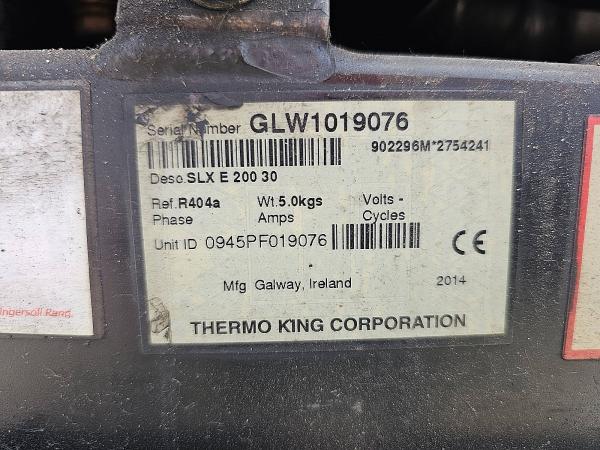 Serial Number GLW1019076
902296M*2754241
Desc.SLX E 200 30
Ref.R404a Wt.5.0kgs Volts -
Phase Amps Cycles
Unit ID 0945PF019076
CE
Mfg Galway, Ireland 2014
THERMO KING CORPORATION
Ingersoll Rand.